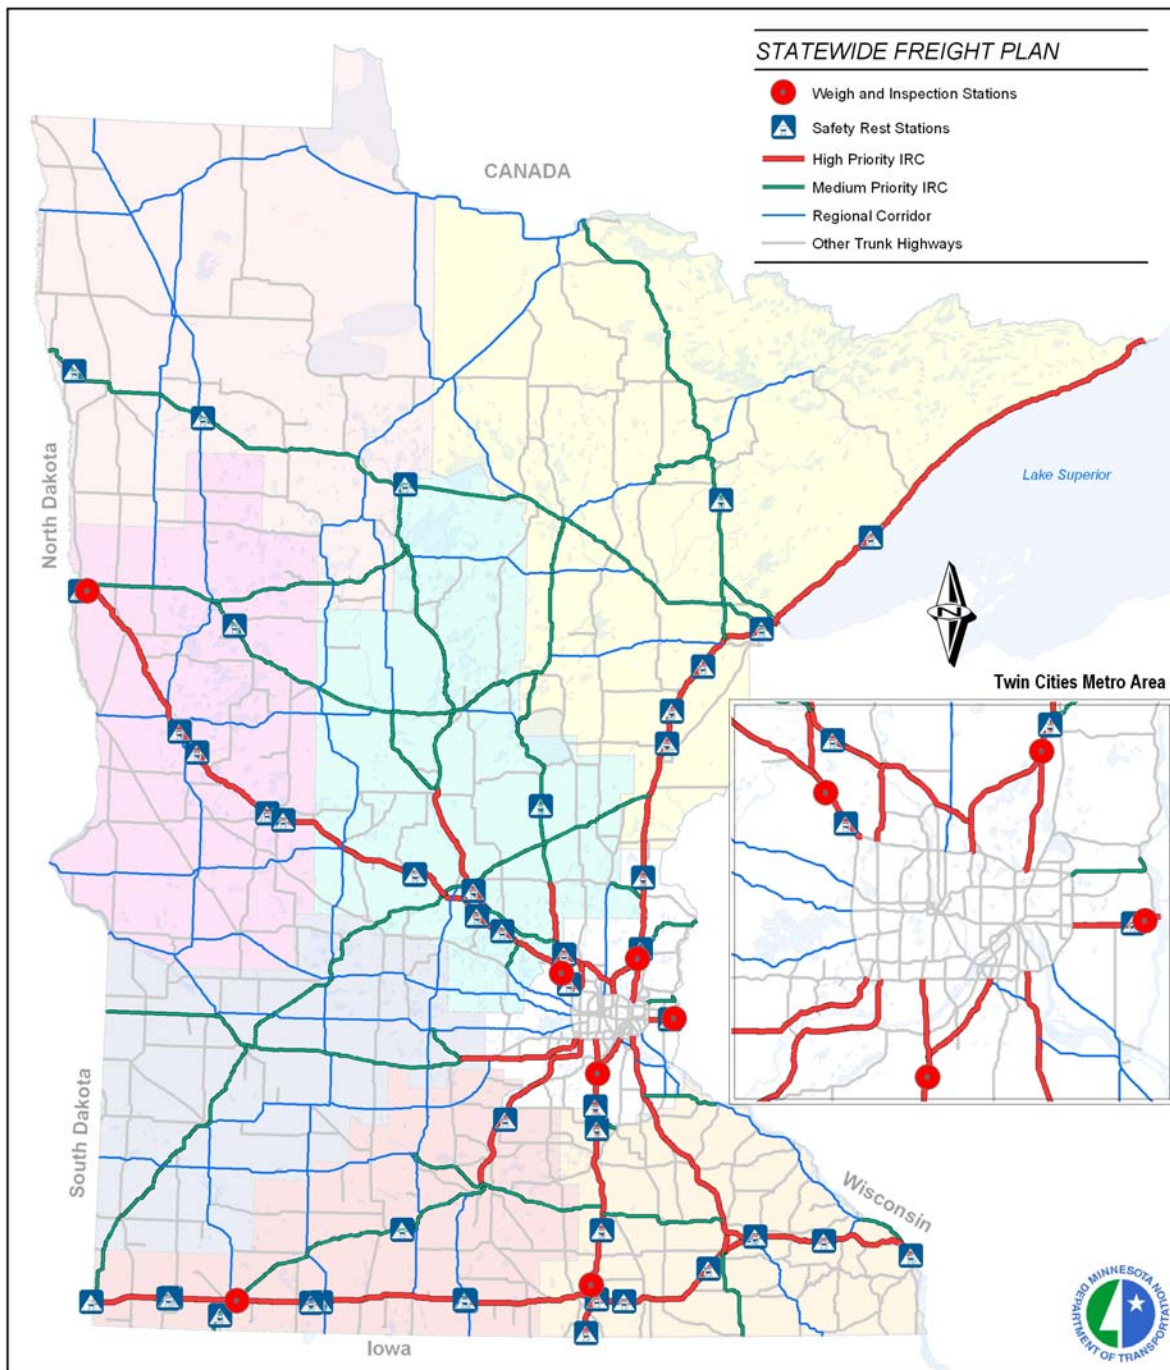 STATEWIDE FREIGHT PLAN
Weigh and Inspection Stations
Safety Rest Stations
High Priority IRC
Medium Priority IRC
Regional Corridor
Other Trunk Highways
CANADA
North Dakota
Lake Superior
N
Twin Cities Metro Area
South Dakota
Wisconsin
Iowa
MINNESOTA
DEPARTMENT OF TRANSPORTATION